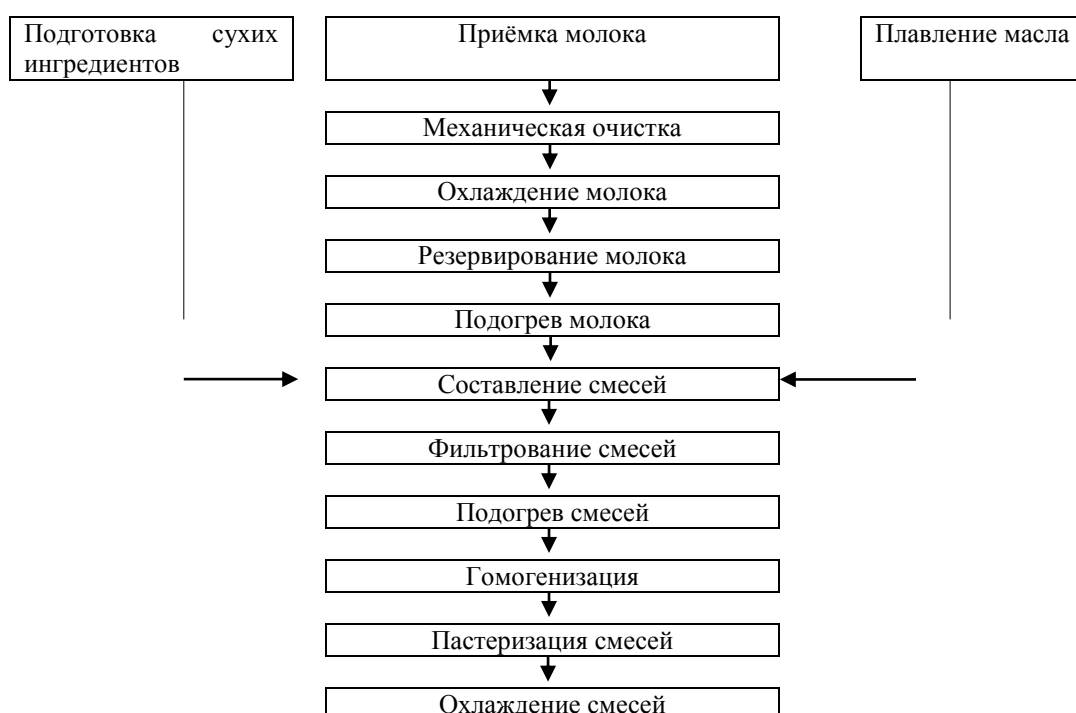 Подготовка сухих
ингредиентов
Приёмка молока
Плавление масла
Механическая очистка
Охлаждение молока
Резервирование молока
Подогрев молока
Составление смесей
Фильтрование смесей
Подогрев смесей
Гомогенизация
Пастеризация смесей
Охлаждение смесей